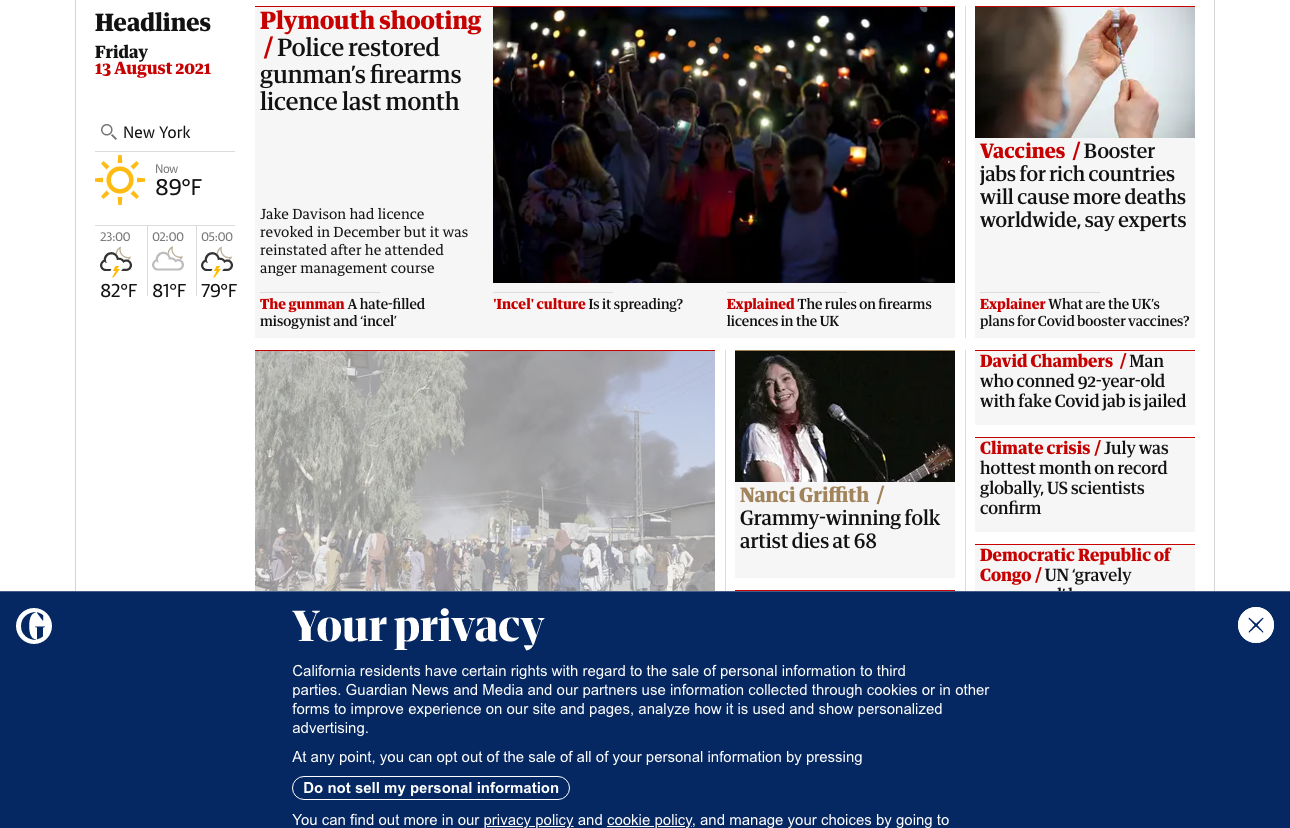 Headlines
Friday
13 August 2021
New York
Now
89°F
23:00
02:00
05:00
82°F
81°F
79°F
Plymouth shooting
/ Police restored
gunman's firearms
licence last month
Jake Davison had licence
revoked in December but it was
reinstated after he attended
anger management course
The gunman A hate-filled
misogynist and ‘incel’
'Incel' culture Is it spreading?
Explained The rules on firearms
licences in the UK
Vaccines / Booster
jabs for rich countries
will cause more deaths
worldwide, say experts
Explainer What are the UK's
plans for Covid booster vaccines?
Nanci Griffith /
Grammy-winning folk
artist dies at 68
David Chambers / Man
who conned 92-year-old
with fake Covid jab is jailed
Climate crisis / July was
hottest month on record
globally, US scientists
confirm
Democratic Republic of
Congo / UN ‘gravely
Your privacy
California residents have certain rights with regard to the sale of personal information to third
parties. Guardian News and Media and our partners use information collected through cookies or in other
forms to improve experience on our site and pages, analyze how it is used and show personalized
advertising.
At any point, you can opt out of the sale of all of your personal information by pressing
Do not sell my personal information
You can find out more in our privacy policy and cookie policy, and manage your choices by going to